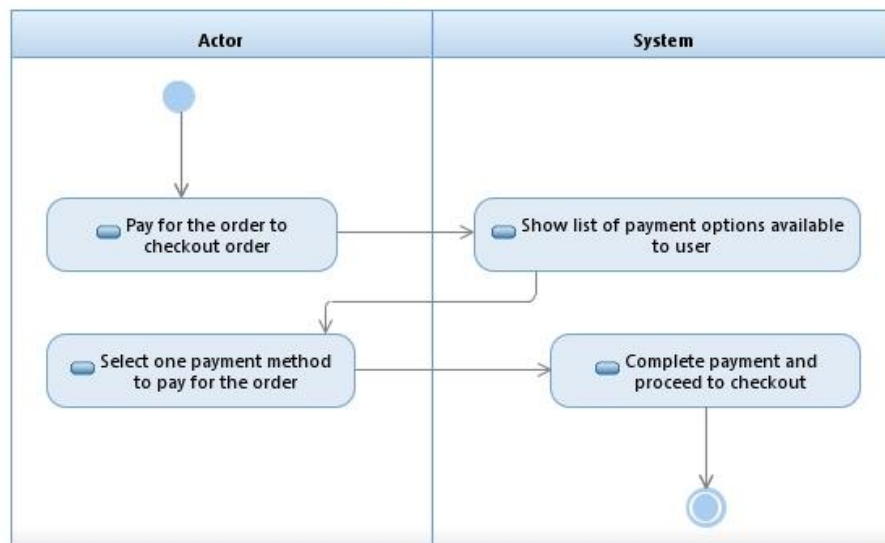 Actor
System
Pay for the order to
checkout order
Show list of payment options available
to user
Select one payment method
to pay for the order
Complete payment and
proceed to checkout